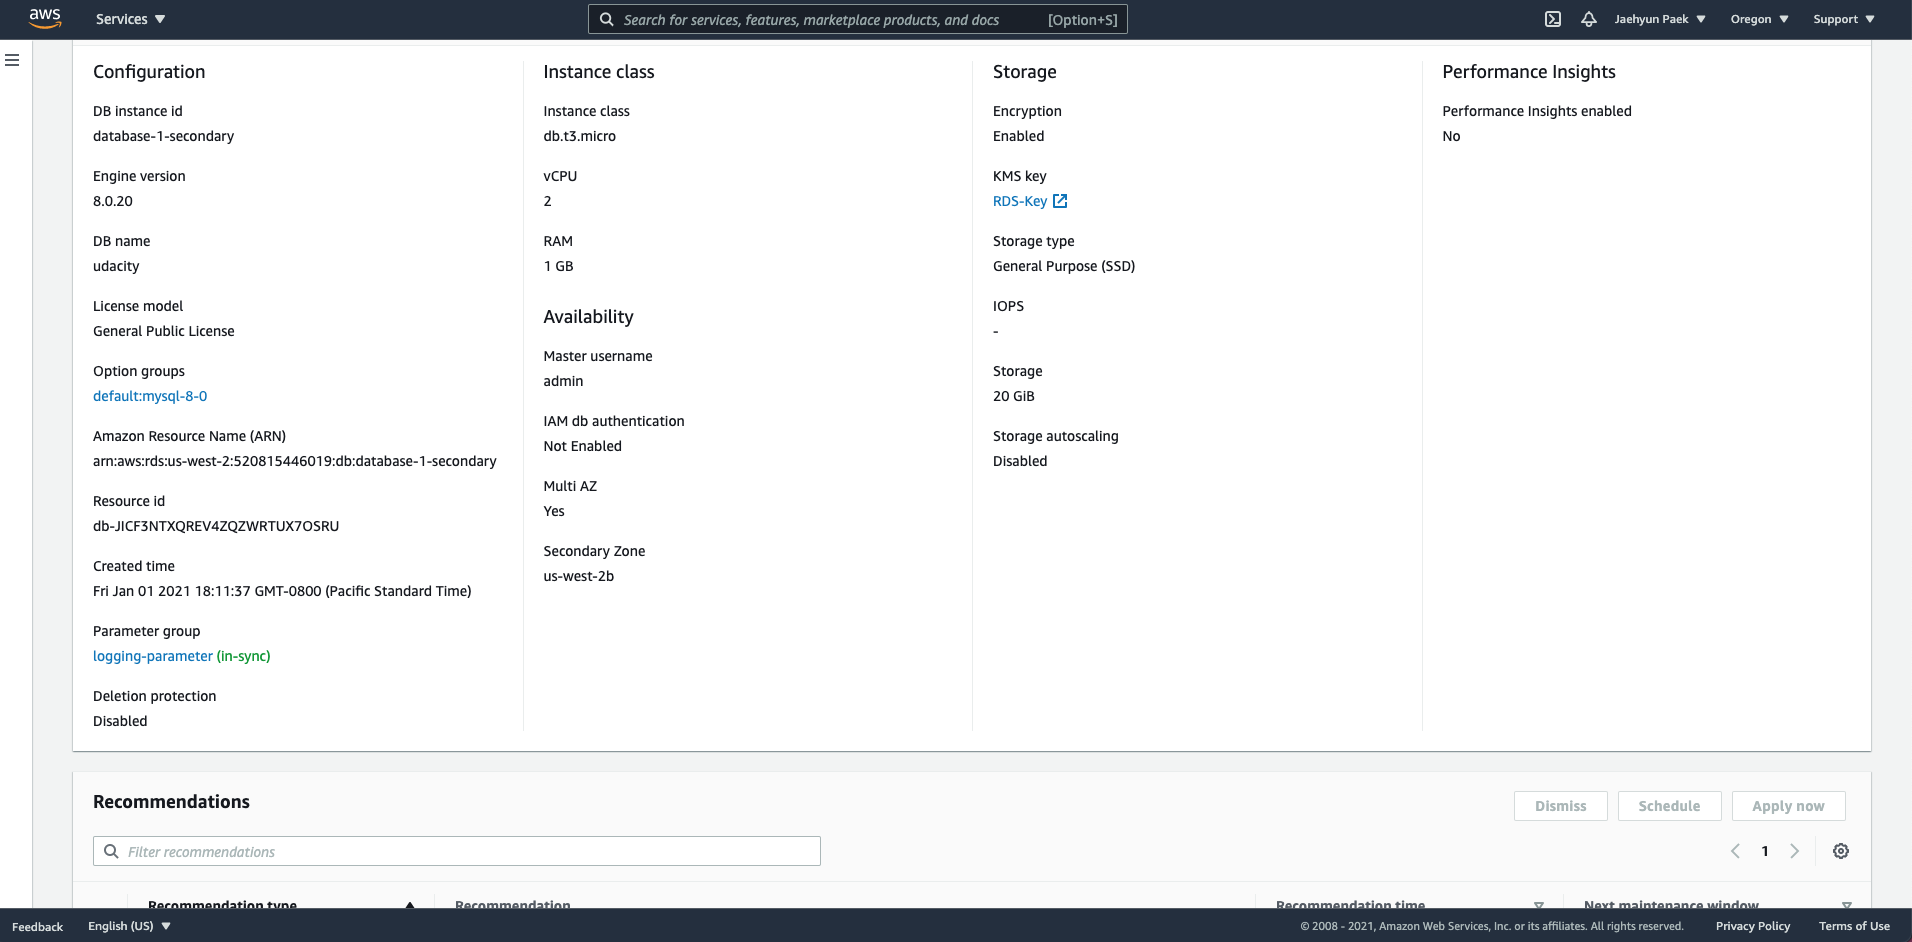 aws
Services
Search for services, features, marketplace products, and docs [Option+S]
Jaehyun Paek
Oregon
Support
Configuration
DB instance id
database-1-secondary
Engine version
8.0.20
DB name
udacity
License model
General Public License
Option groups
default:mysql-8-0
Amazon Resource Name (ARN)
arn:aws:rds:us-west-2:520815446019:db:database-1-secondary
Resource id
db-JICF3NTXQREV4ZQZWRTUX7OSRU
Created time
Fri Jan 01 2021 18:11:37 GMT-0800 (Pacific Standard Time)
Parameter group
logging-parameter (in-sync)
Deletion protection
Disabled
Instance class
Instance class
db.t3.micro
vCPU
2
RAM
1 GB
Availability
Master username
admin
IAM db authentication
Not Enabled
Multi AZ
Yes
Secondary Zone
us-west-2b
Storage
Encryption
Enabled
KMS key
RDS-Key
Storage type
General Purpose (SSD)
IOPS
-
Storage
20 GiB
Storage autoscaling
Disabled
Performance Insights
Performance Insights enabled
No
Recommendations
Dismiss
Schedule
Apply now
Filter recommendations
1
Recommendation type
Recommendation
Recommendation time
Next maintenance window
Feedback
English (US)
© 2008 - 2021, Amazon Web Services, Inc. or its affiliates. All rights reserved.
Privacy Policy
Terms of Use